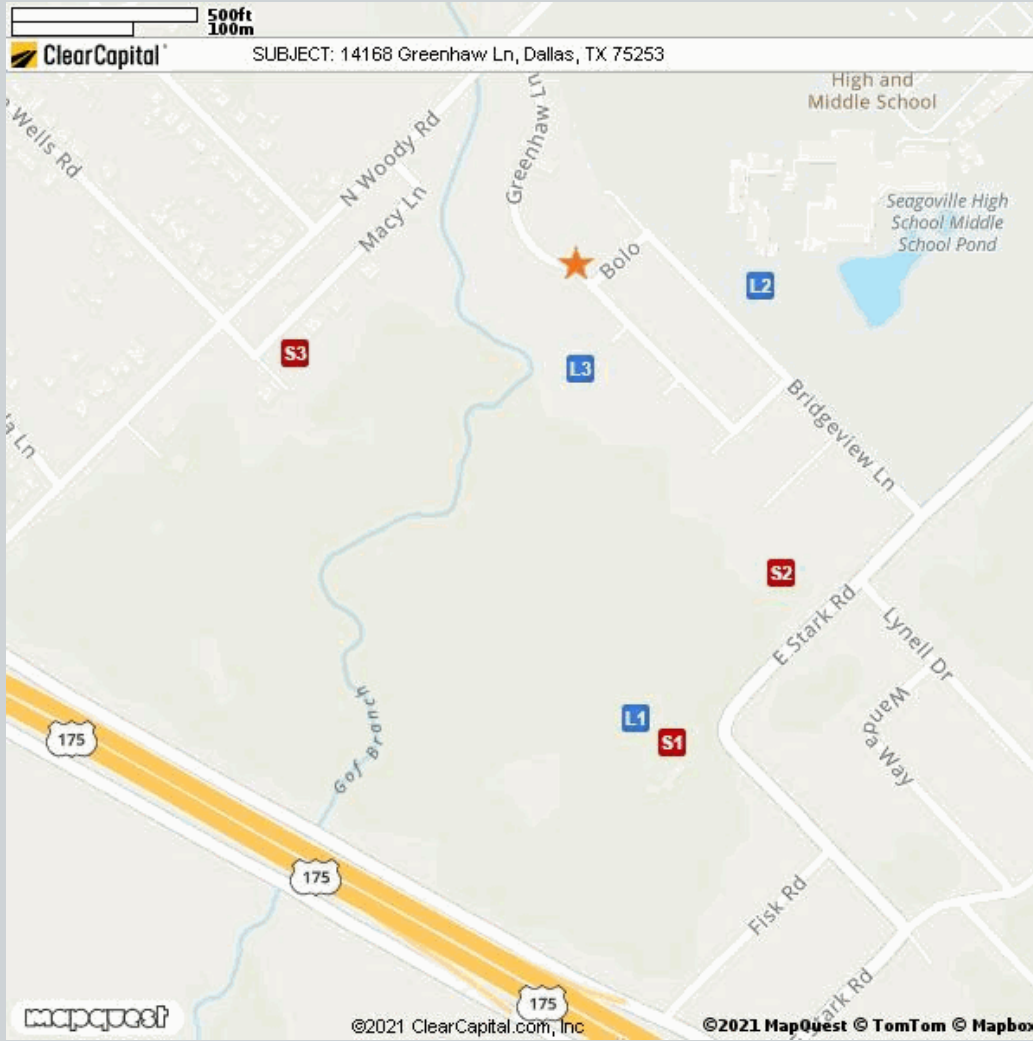 500ft
100m
ClearCapital
SUBJECT: 14168 Greenhaw Ln, Dallas, TX 75253
High and
Middle School
Wells Rd
N Woody Rd
Macy Ln
Greenhaw Ln
Bolo
Seagoville High
School Middle
School Pond
L2
S3
L3
Bridgeview Ln
la Ln
S2
E Stark Rd
Lynell Dr
Wanda Way
L1
S1
175
Gof Branch
175
Fisk Rd
175
Stark Rd
mapquest
©2021 ClearCapital.com, Inc
©2021 MapQuest © TomTom © Mapbox